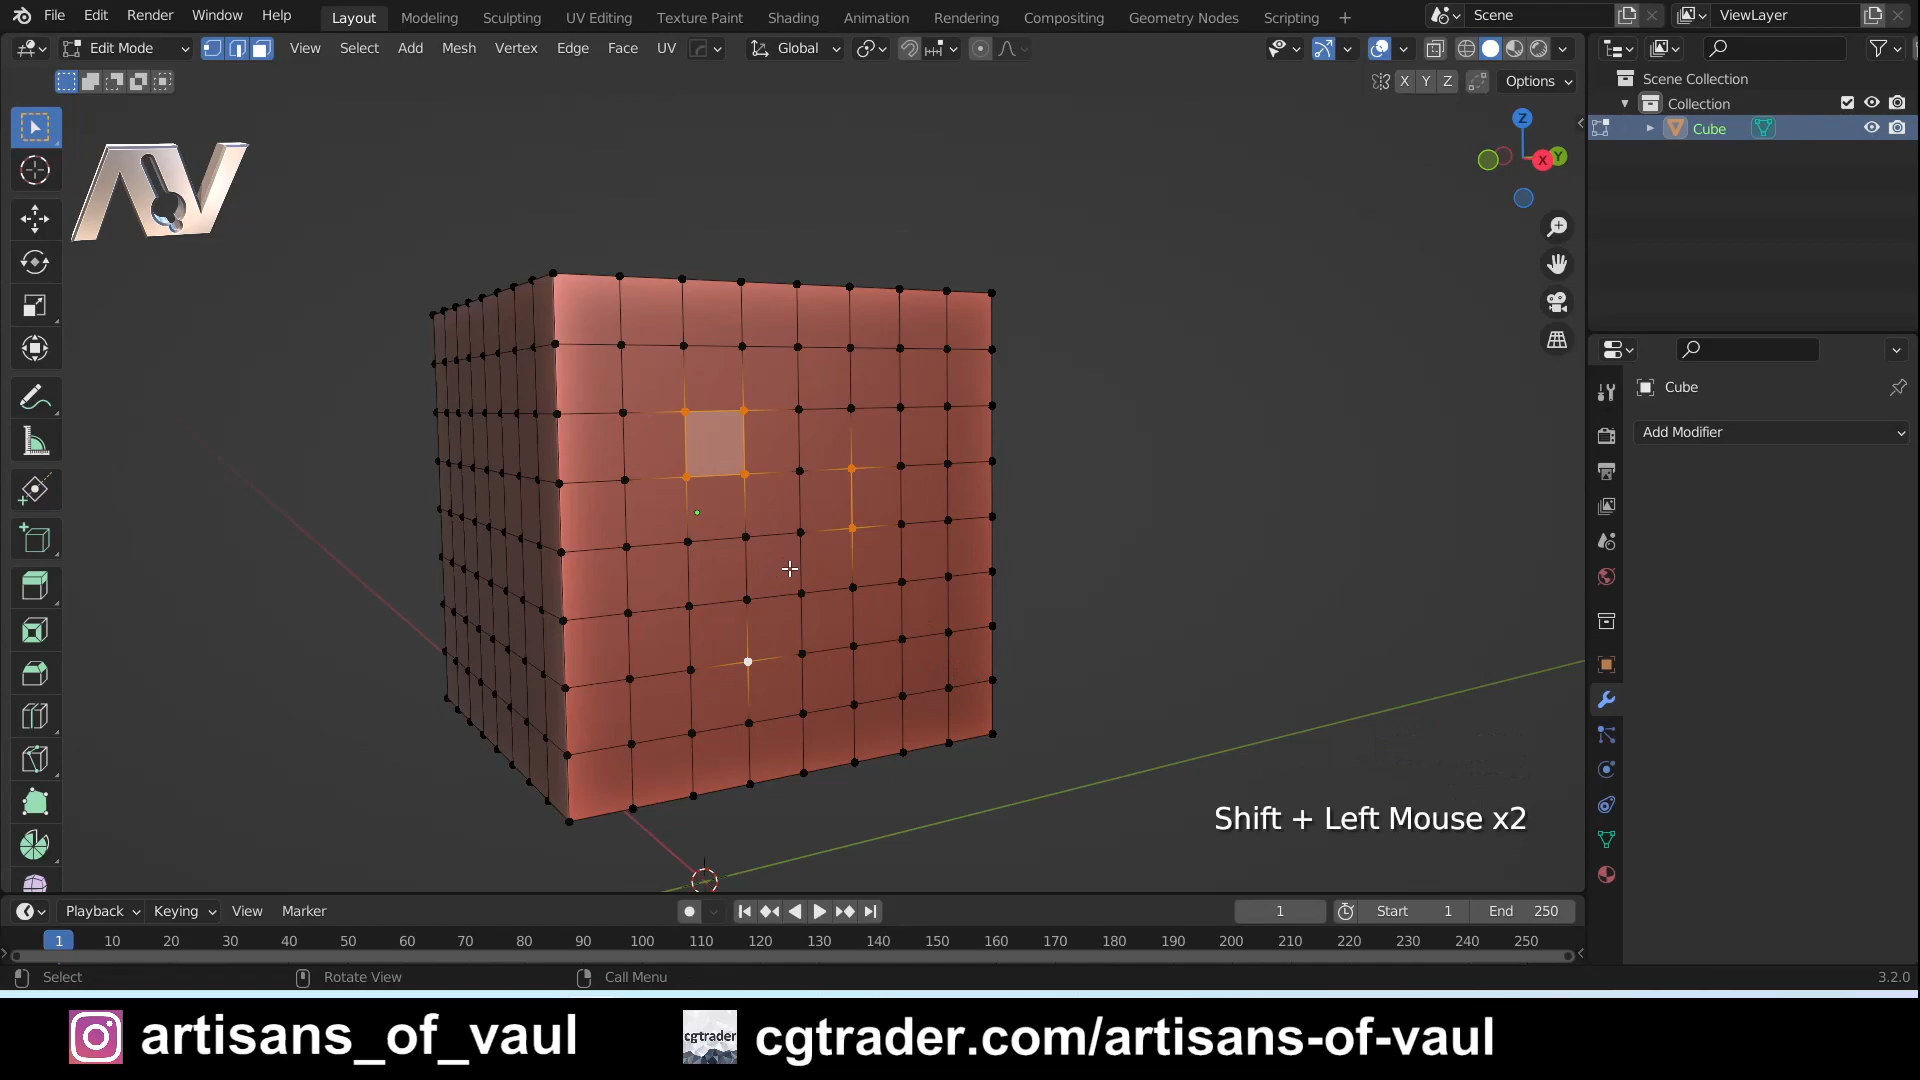 File Edit Render Window Help Layout Modeling Sculpting UV Editing Texture Paint Shading Animation Rendering Compositing Geometry Nodes Scripting + Scene ViewLayer
Edit Mode View Select Add Mesh Vertex Edge Face UV Global
X Y Z Options
Scene Collection
Collection
Cube
Z
Y
X
Cube
Add Modifier
Shift + Left Mouse x2
Playback Keying View Marker 1 Start 1 End 250
1 10 20 30 40 50 60 70 80 90 100 110 120 130 140 150 160 170 180 190 200 210 220 230 240 250
Select Rotate View Call Menu 3.2.0
artisans_of_vaul cgtrader cgtrader.com/artisans-of-vaul